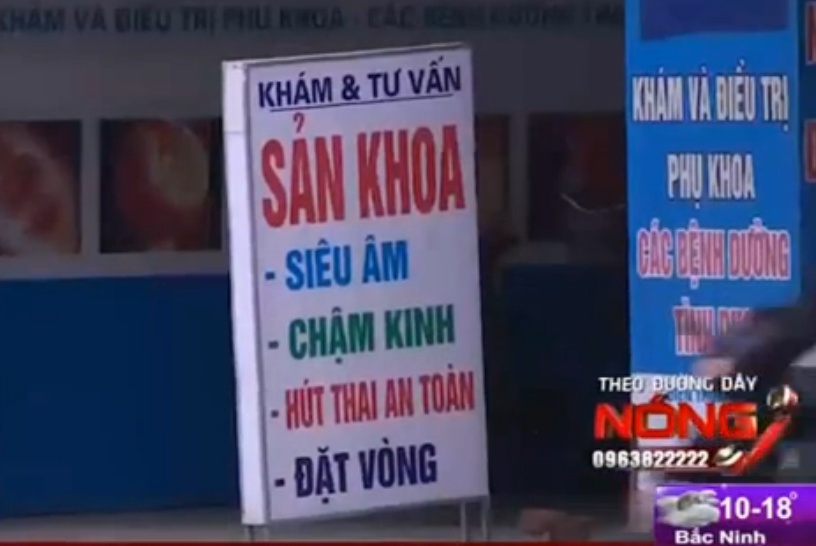 KHÁM VÀ ĐIỀU TRỊ PHỤ KHOA - CÁC BỆNH ĐƯỜNG TÌNH
KHÁM & TƯ VẤN
SẢN KHOA
- SIÊU ÂM
- CHẬM KINH
- HÚT THAI AN TOÀN
- ĐẶT VÒNG
KHÁM VÀ ĐIỀU TRỊ
PHỤ KHOA
CÁC BỆNH ĐƯỜNG
TÌNH
THEO ĐƯỜNG DÂY
NÓNG
0963822222
10-18°
Bắc Ninh